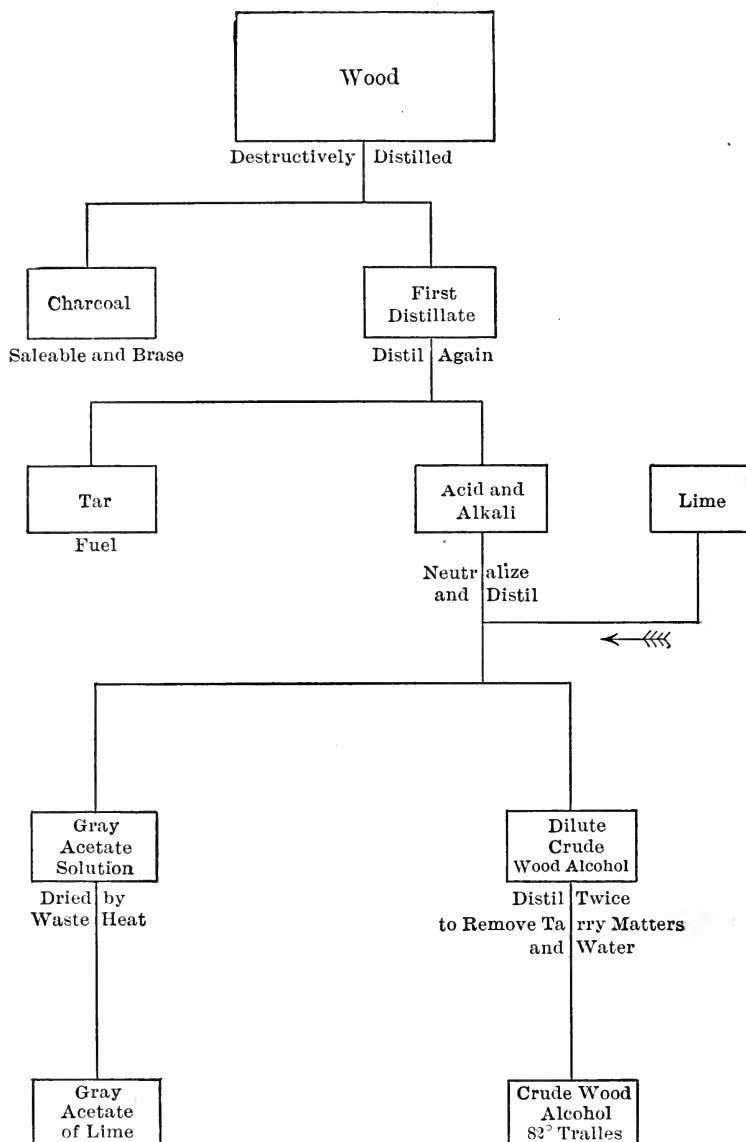 Wood
Destructively Distilled
Charcoal
Saleable and Brase
First
Distillate
Distil Again
Tar
Fuel
Acid and
Alkali
Lime
Neutralize
and Distil
Gray
Acetate
Solution
Dried by
Waste Heat
Dilute
Crude
Wood Alcohol
Distil Twice
to Remove Tarry Matters
and Water
Gray
Acetate
of Lime
Crude Wood
Alcohol
82° Tralles